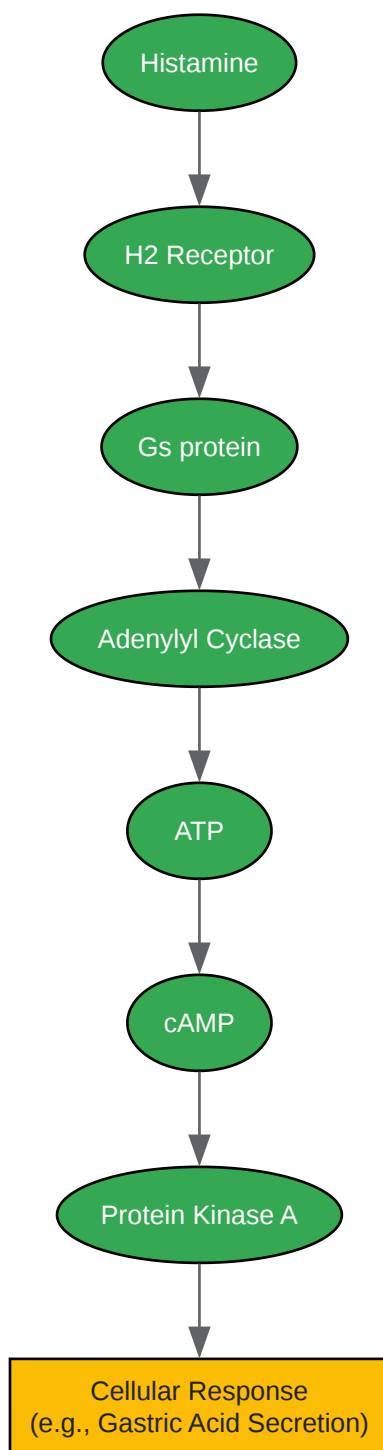 Histamine
H2 Receptor
Gs protein
Adenylyl Cyclase
ATP
cAMP
Protein Kinase A
Cellular Response
(e.g., Gastric Acid Secretion)